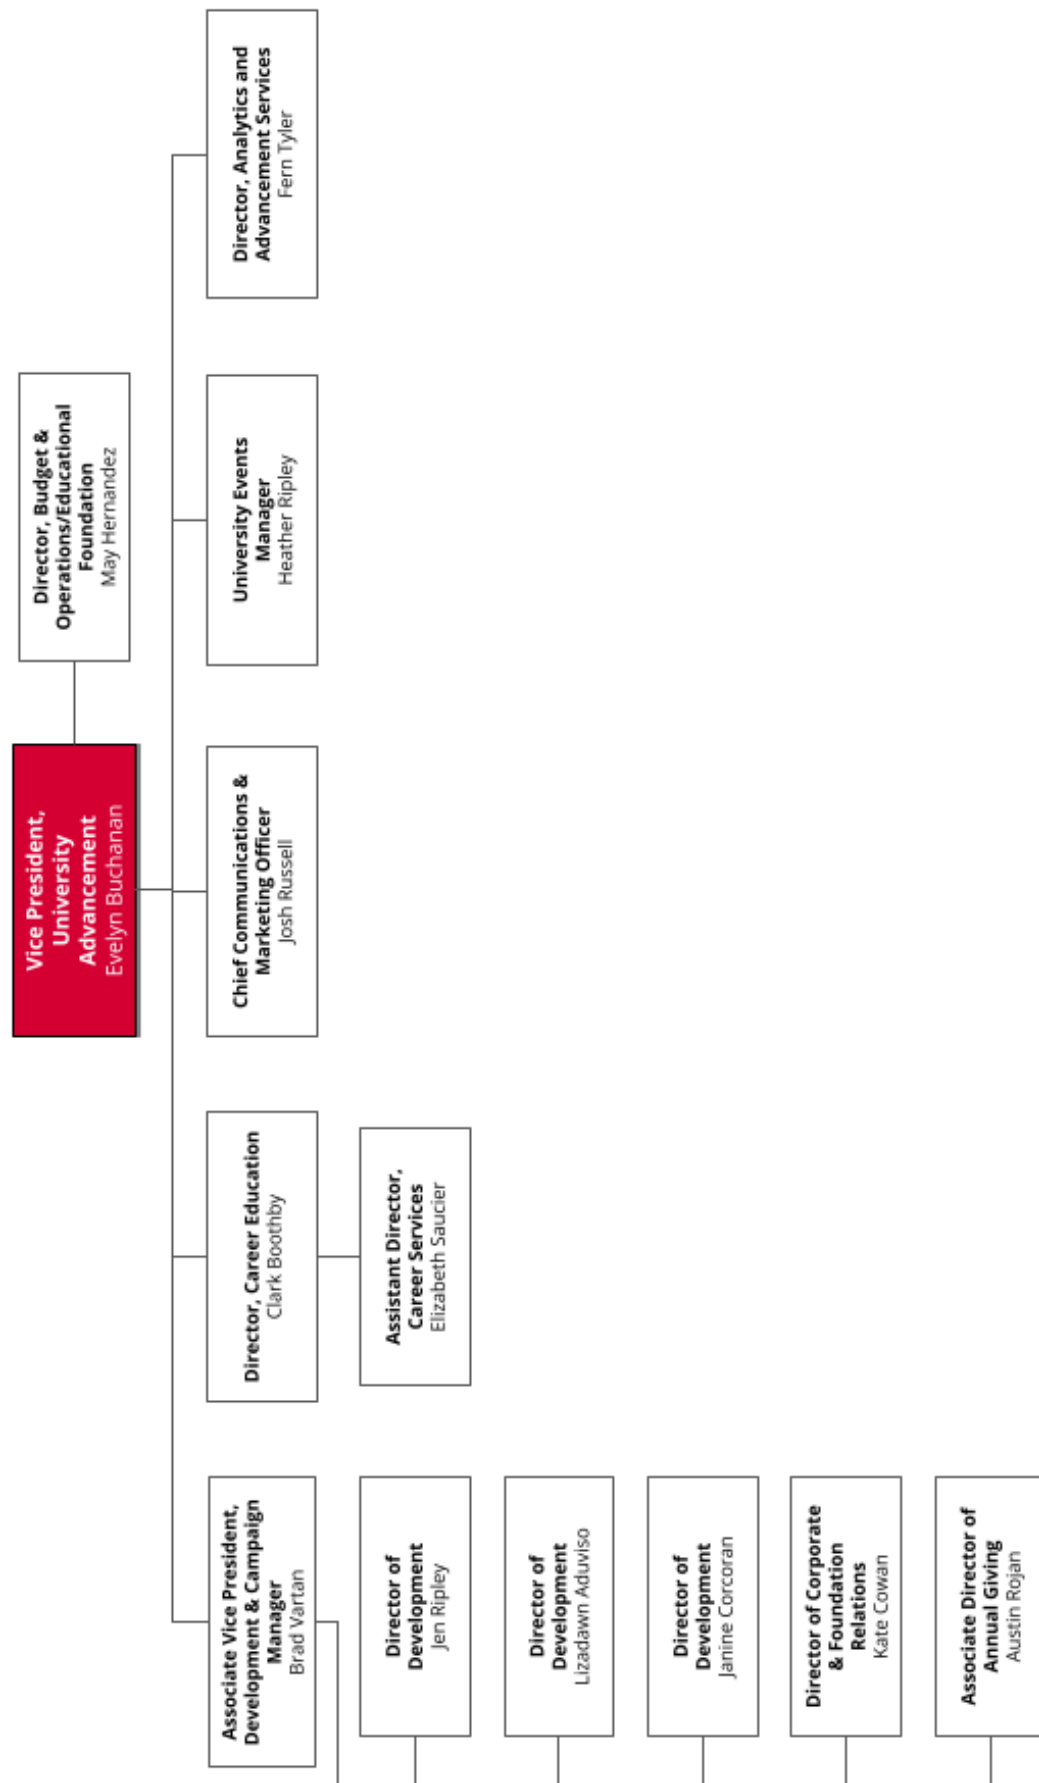 Vice President,
University
Advancement
Evelyn Buchanan
Director, Budget &
Operations/Educational
Foundation
May Hernandez
Associate Vice President,
Development & Campaign
Manager
Brad Vartan
Director, Career Education
Clark Boothby
Chief Communications &
Marketing Officer
Josh Russell
University Events
Manager
Heather Ripley
Director, Analytics and
Advancement Services
Fern Tyler
Director of
Development
Jen Ripley
Assistant Director,
Career Services
Elizabeth Saucier
Director of
Development
Lizadawn Aduviso
Director of
Development
Janine Corcoran
Director of Corporate
& Foundation
Relations
Kate Cowan
Associate Director of
Annual Giving
Austin Rojan